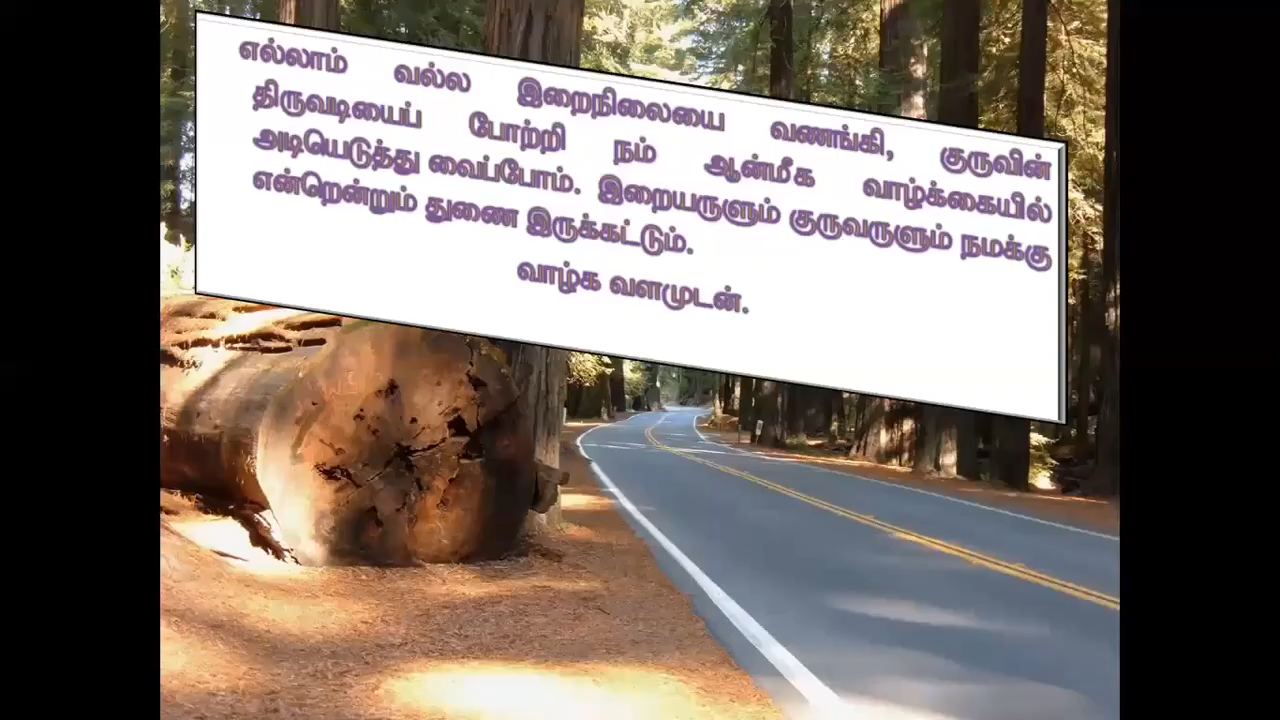 எல்லாம் வல்ல இறைநிலையை வணங்கி, குருவின்
திருவடியைப் போற்றி நம் ஆன்மீக வாழ்க்கையில்
அடியெடுத்து வைப்போம். இறையருளும் குருவருளும் நமக்கு
என்றென்றும் துணை இருக்கட்டும்.
வாழ்க வளமுடன்.